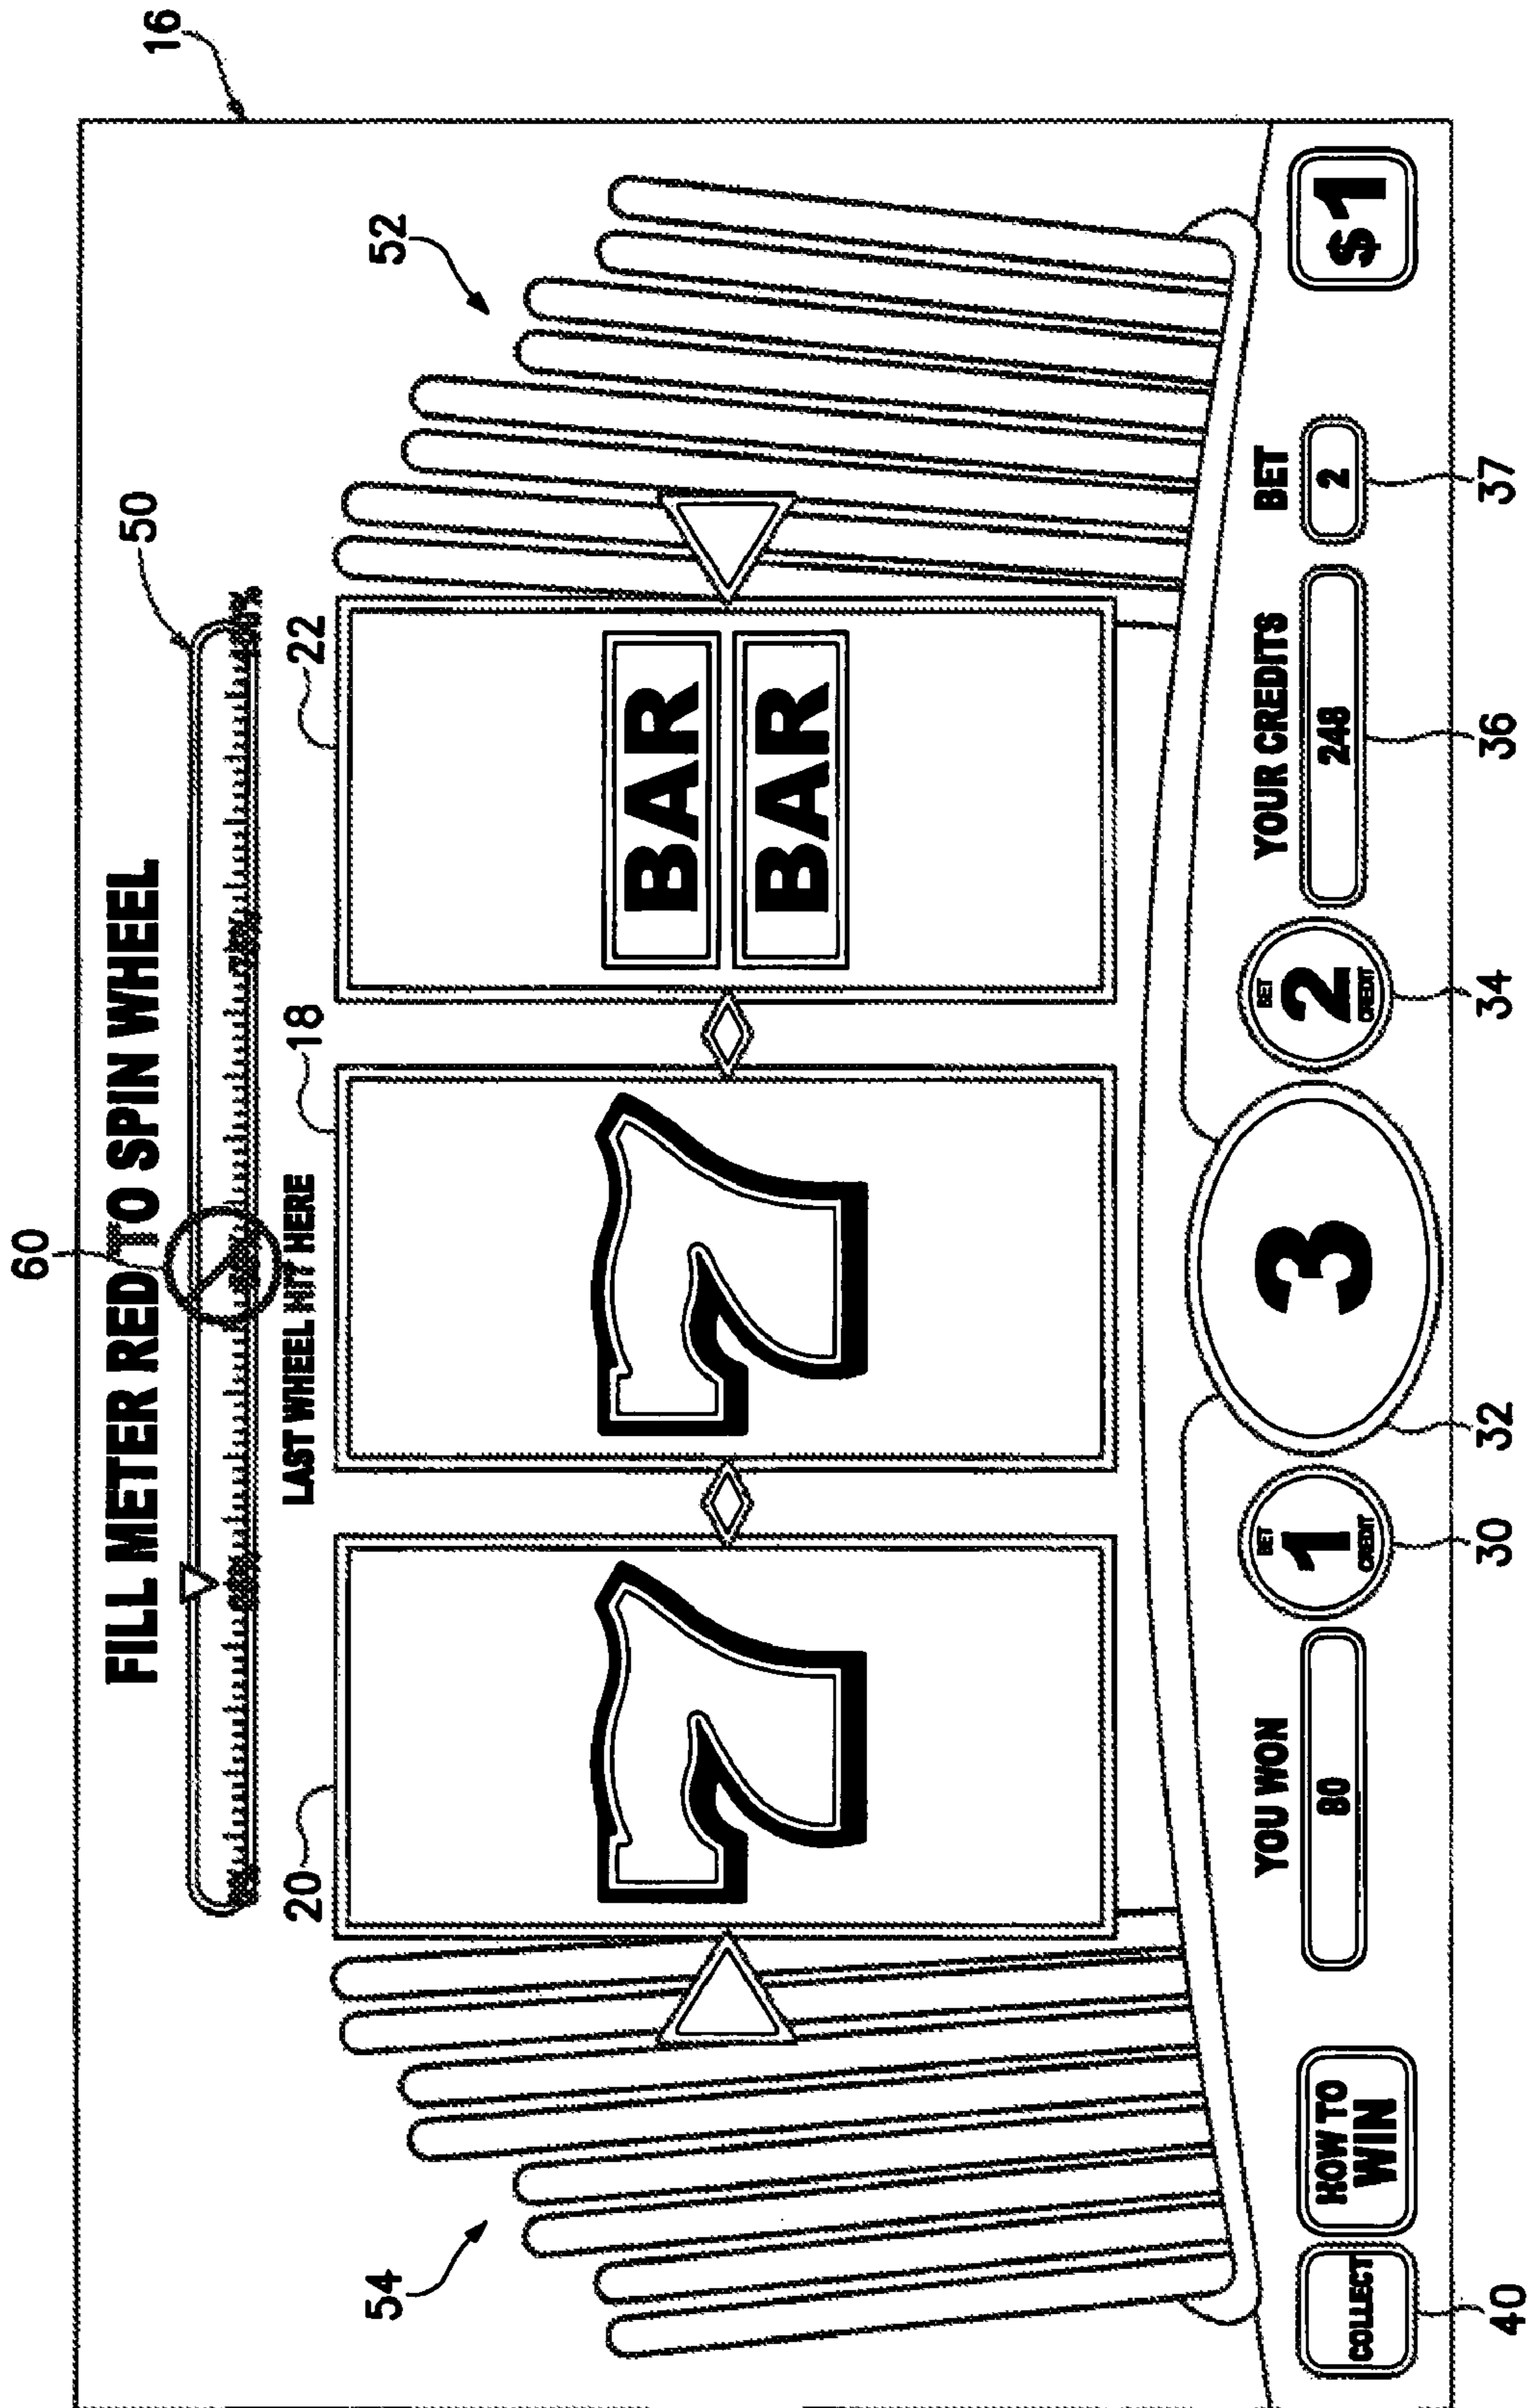 16
60
FILL METER RED TO SPIN WHEEL
50
LAST WHEEL HIT HERE
20
18
22
54
52
7
7
BAR
BAR
YOU WON
80
BET
1
CREDIT
3
BET
2
CREDIT
YOUR CREDITS
248
BET
2
$1
COLLECT
HOW TO
WIN
40
30
32
34
36
37